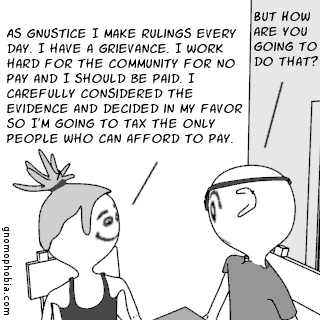 AS GNUSTICE I MAKE RULINGS EVERY
DAY. I HAVE A GRIEVANCE. I WORK
HARD FOR THE COMMUNITY FOR NO
PAY AND I SHOULD BE PAID. I
CAREFULLY CONSIDERED THE
EVIDENCE AND DECIDED IN MY FAVOR
SO I'M GOING TO TAX THE ONLY
PEOPLE WHO CAN AFFORD TO PAY.
BUT HOW
ARE YOU
GOING TO
DO THAT?
gnomophobia.com